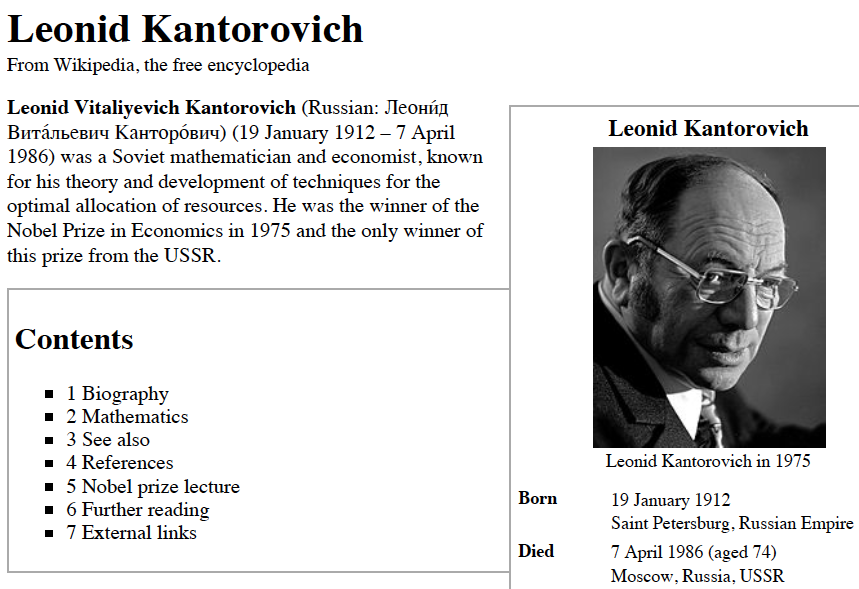 Leonid Kantorovich
From Wikipedia, the free encyclopedia
Leonid Vitaliyevich Kantorovich (Russian: Леони́д
Вита́льевич Канторо́вич) (19 January 1912 – 7 April
1986) was a Soviet mathematician and economist, known
for his theory and development of techniques for the
optimal allocation of resources. He was the winner of the
Nobel Prize in Economics in 1975 and the only winner of
this prize from the USSR.
Contents
1 Biography
2 Mathematics
3 See also
4 References
5 Nobel prize lecture
6 Further reading
7 External links
Leonid Kantorovich
Leonid Kantorovich in 1975
Born 19 January 1912
Saint Petersburg, Russian Empire
Died 7 April 1986 (aged 74)
Moscow, Russia, USSR